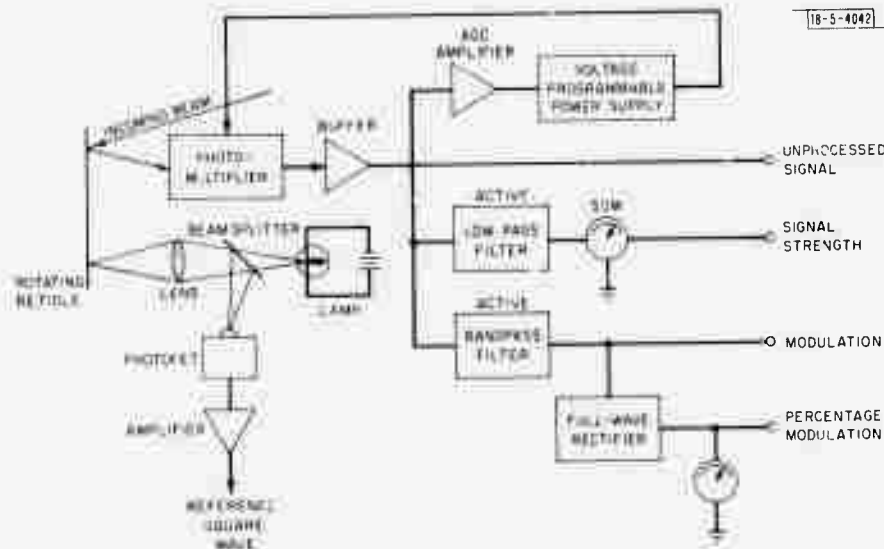 18-5-4042
AGC
AMPLIFIER
VOLTAGE
PROGRAMMABLE
POWER SUPPLY
INCOMING BEAM
BUFFER
PHOTO-
MULTIPLIER
UNPROCESSED
SIGNAL
ACTIVE
LOW-PASS
FILTER
SIGNAL
STRENGTH
BEAM SPLITTER
ROTATING
RETICLE
LENS
LAMP
ACTIVE
BANDPASS
FILTER
MODULATION
PHOTOFET
AMPLIFIER
FULL-WAVE
RECTIFIER
PERCENTAGE
MODULATION
REFERENCE
SQUARE
WAVE